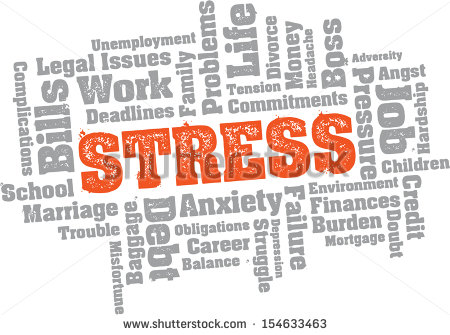 Unemployment
Legal Issues
Complications
Bills
Work
Deadlines
Family
Problems
Life
Tension
Commitments
Divorce
Money
Headache
Boss
Pressure
Adversity
Angst
Job
Hardship
Children
STRESS
School
Marriage
Trouble
Misfortune
Baggage
Debt
Anxiety
Obligations
Career
Balance
Struggle
Depression
Failure
Environment
Finances
Burden
Mortgage
Doubt
Credit
shutterstock
www.shutterstock.com · 154633463